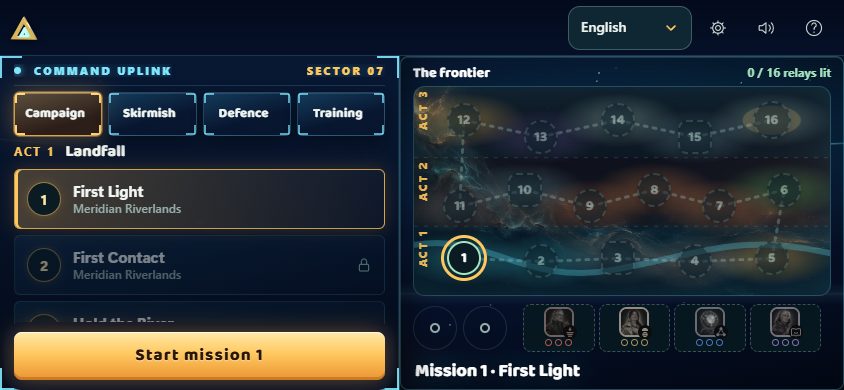 English
COMMAND UPLINK
SECTOR 07
Campaign
Skirmish
Defence
Training
ACT 1 Landfall
1
First Light
Meridian Riverlands
2
First Contact
Meridian Riverlands
Hold the River
Start mission 1
The frontier
0 / 16 relays lit
ACT 3
12
13
14
15
16
ACT 2
11
10
9
8
7
6
ACT 1
1
2
3
4
5
Mission 1 · First Light